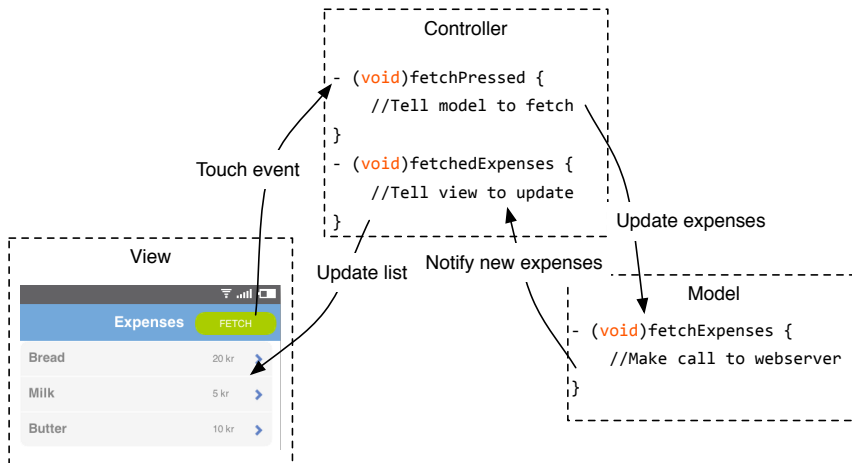 Controller
- (void)fetchPressed {
//Tell model to fetch
}
- (void)fetchedExpenses {
//Tell view to update
}
Touch event
Update list
Notify new expenses
Update expenses
View
Expenses
FETCH
Bread
20 kr
Milk
5 kr
Butter
10 kr
Model
- (void)fetchExpenses {
//Make call to webserver
}